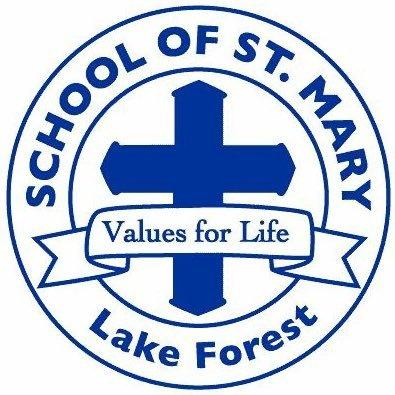 SCHOOL OF ST. MARY
Values for Life
Lake Forest